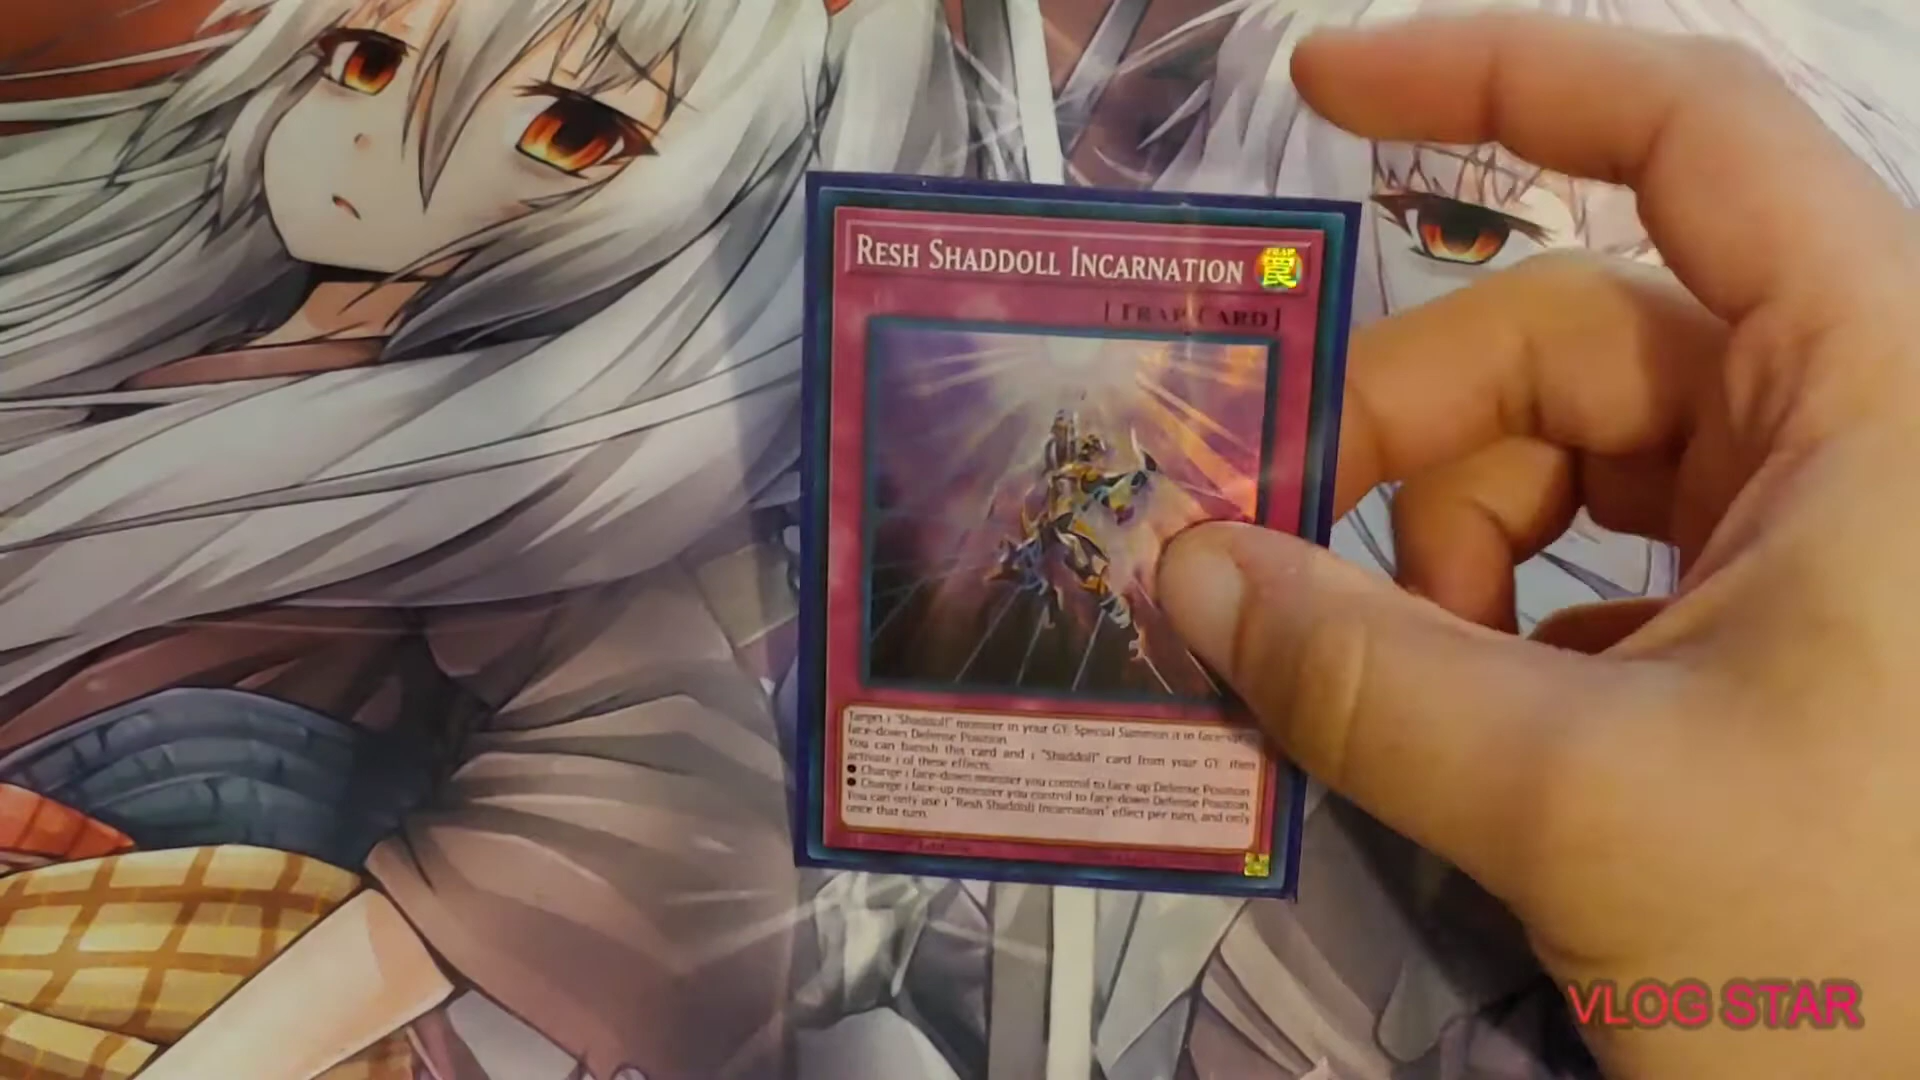 RESH SHADDOLL INCARNATION
TRAP
罠
[TRAP CARD]
Target 1 "Shaddoll" monster in your GY; Special Summon it in face-up or
face-down Defense Position.
You can banish this card and 1 "Shaddoll" card from your GY, then
activate 1 of these effects.
● Change 1 face-down monster you control to face-up Defense Position.
● Change 1 face-up monster you control to face-down Defense Position.
You can only use 1 "Resh Shaddoll Incarnation" effect per turn, and only
once that turn.
Edition
VLOG STAR